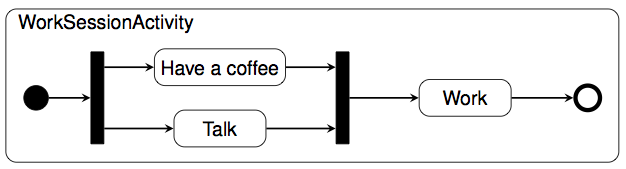 WorkSessionActivity
Have a coffee
Talk
Work